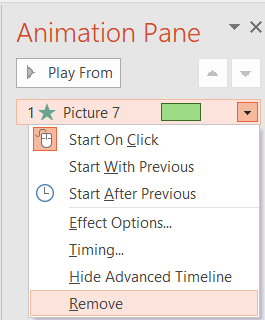 Animation Pane
Play From
1 Picture 7
Start On Click
Start With Previous
Start After Previous
Effect Options...
Timing...
Hide Advanced Timeline
Remove